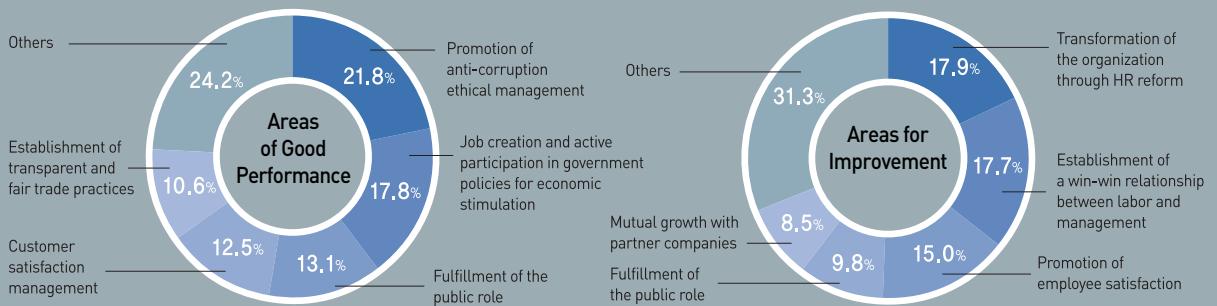 Others
24.2%
Promotion of
anti-corruption
ethical management
21.8%
Areas
of Good
Performance
Job creation and active
participation in government
policies for economic
stimulation
17.8%
Establishment of
transparent and
fair trade practices
10.6%
Customer
satisfaction
management
12.5%
13.1%
Fulfillment of the
public role
Others
31.3%
17.9%
Transformation of
the organization
through HR reform
Areas for
Improvement
17.7%
Establishment of
a win-win relationship
between labor and
management
Mutual growth with
partner companies
8.5%
Fulfillment of
the public role
9.8%
15.0%
Promotion of
employee satisfaction